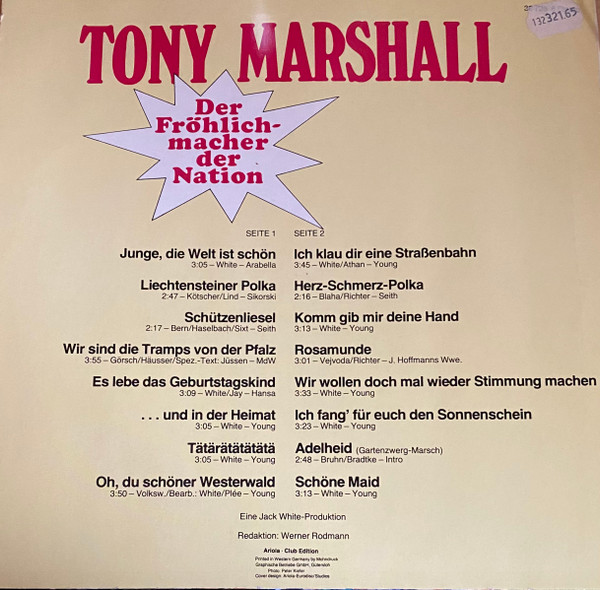 132321.65
TONY MARSHALL
Der
Fröhlich-
macher
der
Nation
SEITE 1
Junge, die Welt ist schön
3:05 – White – Arabella
Liechtensteiner Polka
2:47 – Kötscher/Lind – Sikorski
Schützenliesel
2:17 – Bern/Haselbach/Sixt – Seith
Wir sind die Tramps von der Pfalz
3:55 – Görsch/Häusser/Spez.-Text: Jüssen – MdW
Es lebe das Geburtstagskind
3:09 – White/Jay – Hansa
. . . und in der Heimat
3:05 – White – Young
Tätärätätätätä
3:05 – White – Young
Oh, du schöner Westerwald
3:50 – Volksw./Bearb.: White/Plée – Young
SEITE 2
Ich klau dir eine Straßenbahn
3:45 – White/Athan – Young
Herz-Schmerz-Polka
2:16 – Blaha/Richter – Seith
Komm gib mir deine Hand
3:13 – White – Young
Rosamunde
3:01 – Vejvoda/Richter – J. Hoffmanns Wwe.
Wir wollen doch mal wieder Stimmung machen
3:33 – White – Young
Ich fang' für euch den Sonnenschein
3:23 – White – Young
Adelheid (Gartenzwerg-Marsch)
2:48 – Bruhn/Bradtke – Intro
Schöne Maid
3:13 – White – Young
Eine Jack White-Produktion
Redaktion: Werner Rodmann
Ariola · Club Edition
Printed in Western Germany by Mohndruck
Graphische Betriebe GmbH, Gütersloh
Photo: Peter Kiefer
Cover design: Ariola-Eurodisc Studios